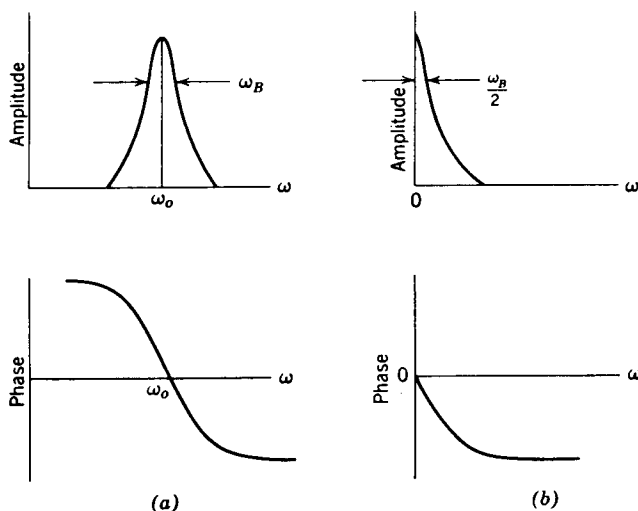 Amplitude
ω_B
ω_o
ω
Phase
ω_o
ω
(a)
Amplitude
ω_B
2
0
ω
Phase
0
ω
(b)